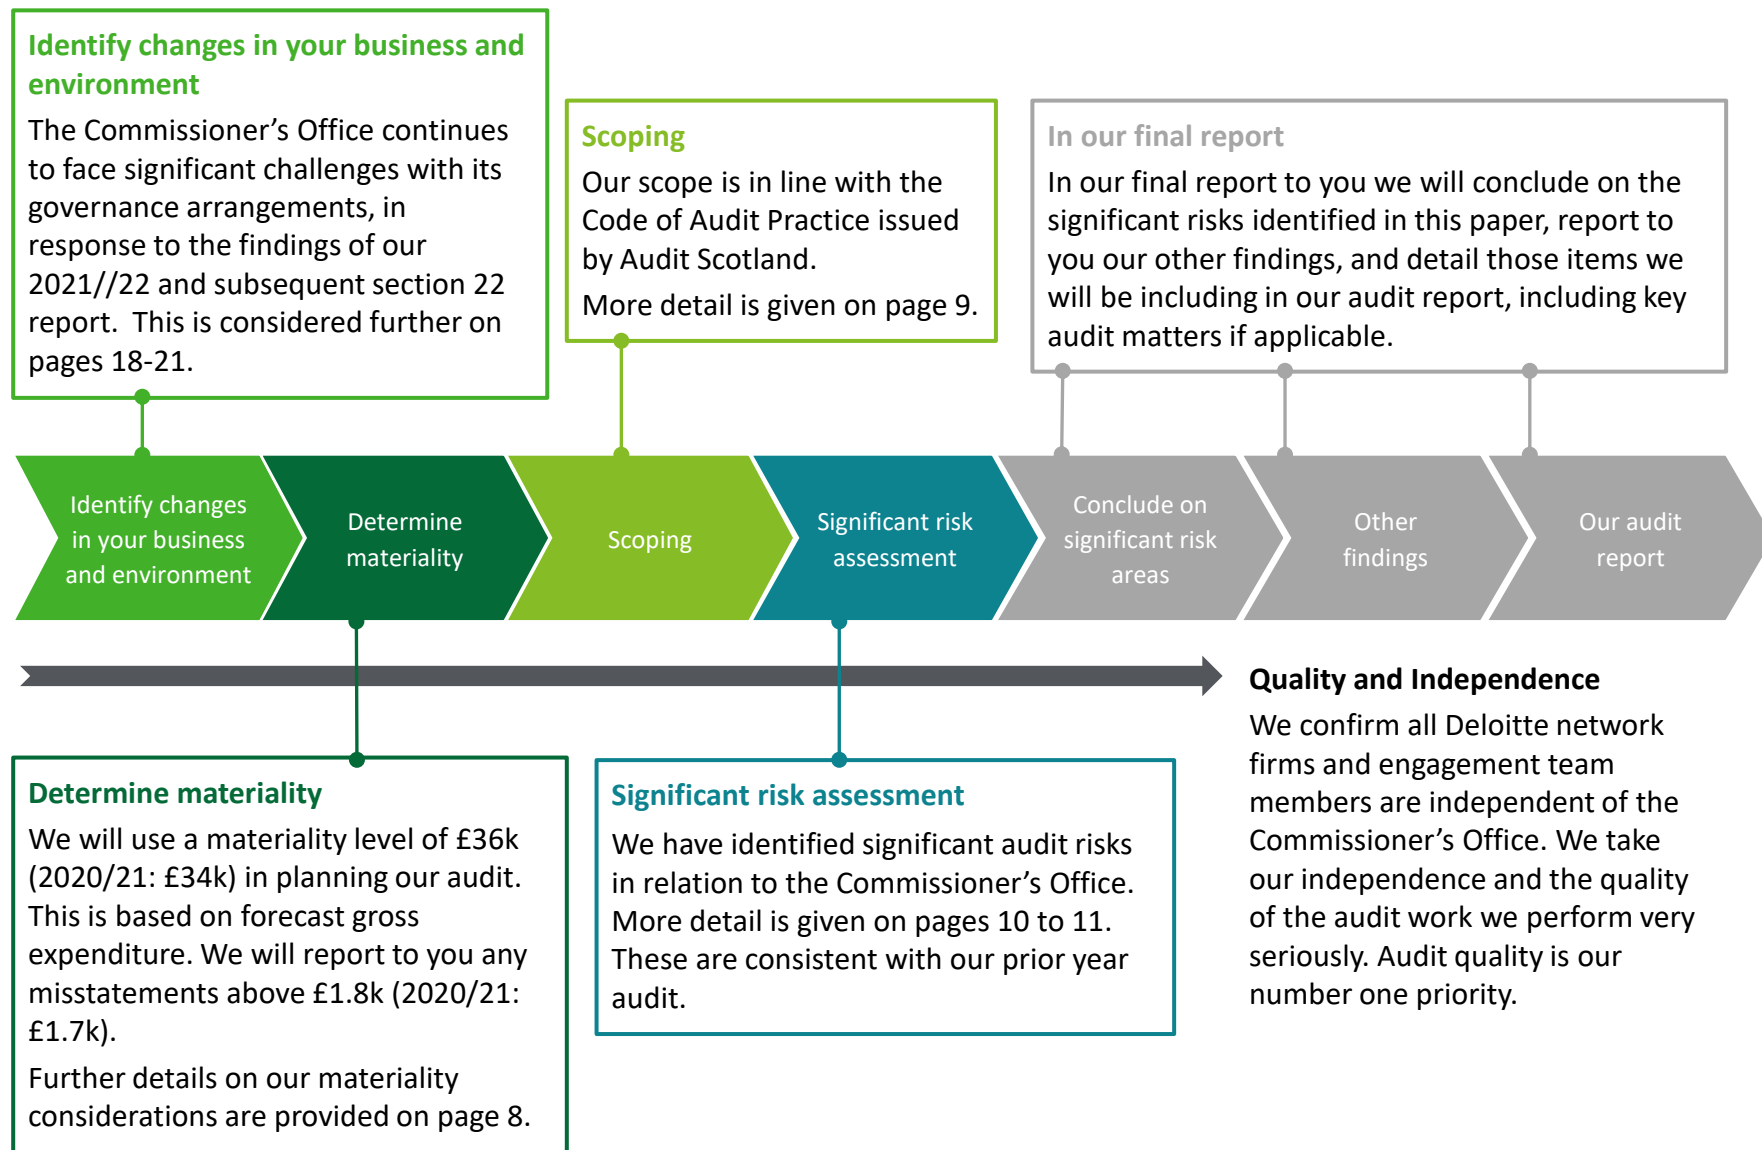 Identify changes in your business and
environment
The Commissioner’s Office continues
to face significant challenges with its
governance arrangements, in
response to the findings of our
2021//22 and subsequent section 22
report.  This is considered further on
pages 18-21.
Scoping
Our scope is in line with the
Code of Audit Practice issued
by Audit Scotland.
More detail is given on page 9.
In our final report
In our final report to you we will conclude on the
significant risks identified in this paper, report to
you our other findings, and detail those items we
will be including in our audit report, including key
audit matters if applicable.
Identify changes
in your business
and environment
Determine
materiality
Scoping
Significant risk
assessment
Conclude on
significant risk
areas
Other
findings
Our audit
report
Determine materiality
We will use a materiality level of £36k
(2020/21: £34k) in planning our audit.
This is based on forecast gross
expenditure. We will report to you any
misstatements above £1.8k (2020/21:
£1.7k).
Further details on our materiality
considerations are provided on page 8.
Significant risk assessment
We have identified significant audit risks
in relation to the Commissioner’s Office.
More detail is given on pages 10 to 11.
These are consistent with our prior year
audit.
Quality and Independence
We confirm all Deloitte network
firms and engagement team
members are independent of the
Commissioner’s Office. We take
our independence and the quality
of the audit work we perform very
seriously. Audit quality is our
number one priority.